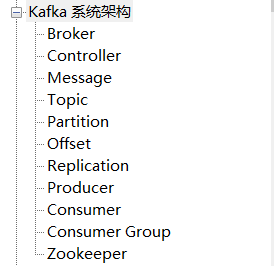 Kafka 系统架构
Broker
Controller
Message
Topic
Partition
Offset
Replication
Producer
Consumer
Consumer Group
Zookeeper